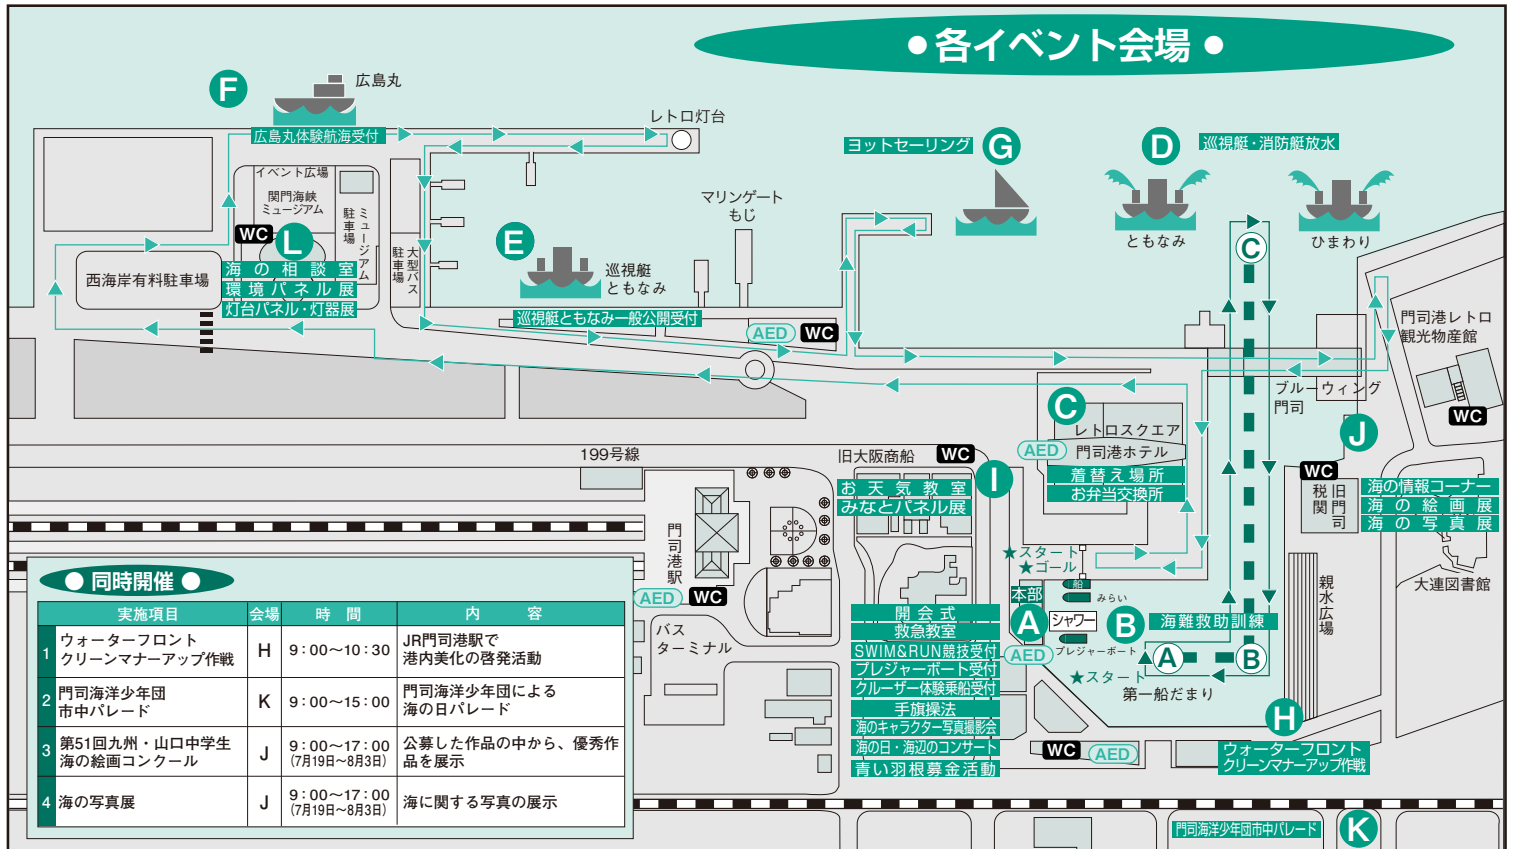 ●各イベント会場●
F
広島丸
広島丸体験航海受付
レトロ灯台
イベント広場
関門海峡
ミュージアム
ミュージアム
駐車場
WC
L
海の相談室
環境パネル展
灯台パネル・灯器展
西海岸有料駐車場
大型バス
駐車場
E
巡視艇
ともなみ
巡視艇ともなみ一般公開受付
マリンゲート
もじ
AED
WC
ヨットセーリング
G
D
巡視艇・消防艇放水
ともなみ
ひまわり
C
門司港レトロ
観光物産館
WC
ブルーウィング
門司
J
WC
旧門司
税関
海の情報コーナー
海の絵画展
海の写真展
大連図書館
C
レトロスクエア
AED
門司港ホテル
着替え場所
お弁当交換所
199号線
旧大阪商船
WC
I
お天気教室
みなとパネル展
門司港駅
AED
WC
バス
ターミナル
★スタート
★ゴール
船
みらい
本部
A
シャワー
B
海難救助訓練
AED
プレジャーボート
A
B
★スタート
第一船だまり
親水広場
開会式
救急教室
SWIM&RUN競技受付
プレジャーボート受付
クルーザー体験乗船受付
手旗操法
海のキャラクター写真撮影会
海の日・海辺のコンサート
青い羽根募金活動
WC
AED
H
ウォーターフロント
クリーンマナーアップ作戦
門司海洋少年団市中パレード
K
●同時開催●
実施項目 会場 時間 内容
1 ウォーターフロント クリーンマナーアップ作戦 H 9:00〜10:30 JR門司港駅で 港内美化の啓発活動
2 門司海洋少年団 市中パレード K 9:00〜15:00 門司海洋少年団による 海の日パレード
3 第51回九州・山口中学生 海の絵画コンクール J 9:00〜17:00 (7月19日〜8月3日) 公募した作品の中から、優秀作品を展示
4 海の写真展 J 9:00〜17:00 (7月19日〜8月3日) 海に関する写真の展示